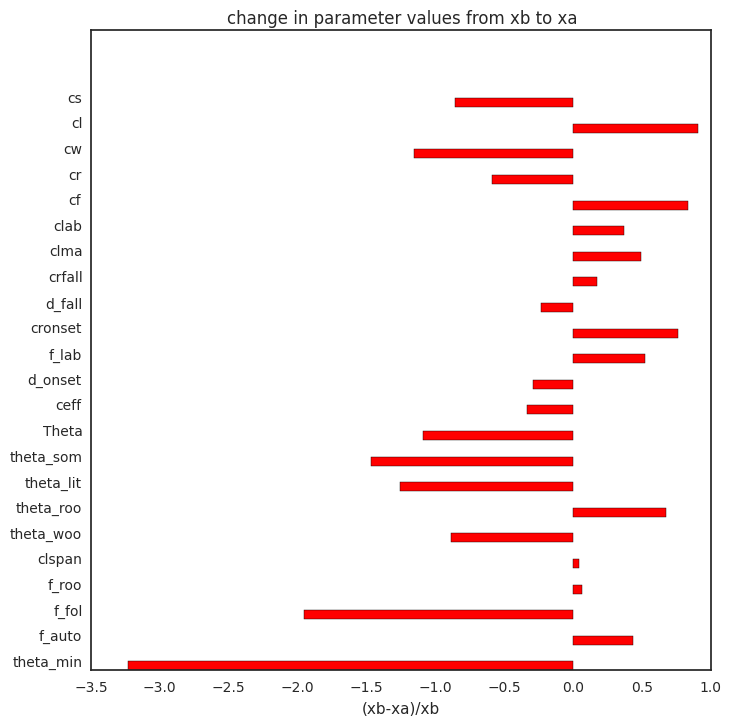 change in parameter values from xb to xa
cs
cl
cw
cr
cf
clab
clma
crfall
d_fall
cronset
f_lab
d_onset
ceff
Theta
theta_som
theta_lit
theta_roo
theta_woo
clspan
f_roo
f_fol
f_auto
theta_min
−3.5 −3.0 −2.5 −2.0 −1.5 −1.0 −0.5 0.0 0.5 1.0
(xb-xa)/xb